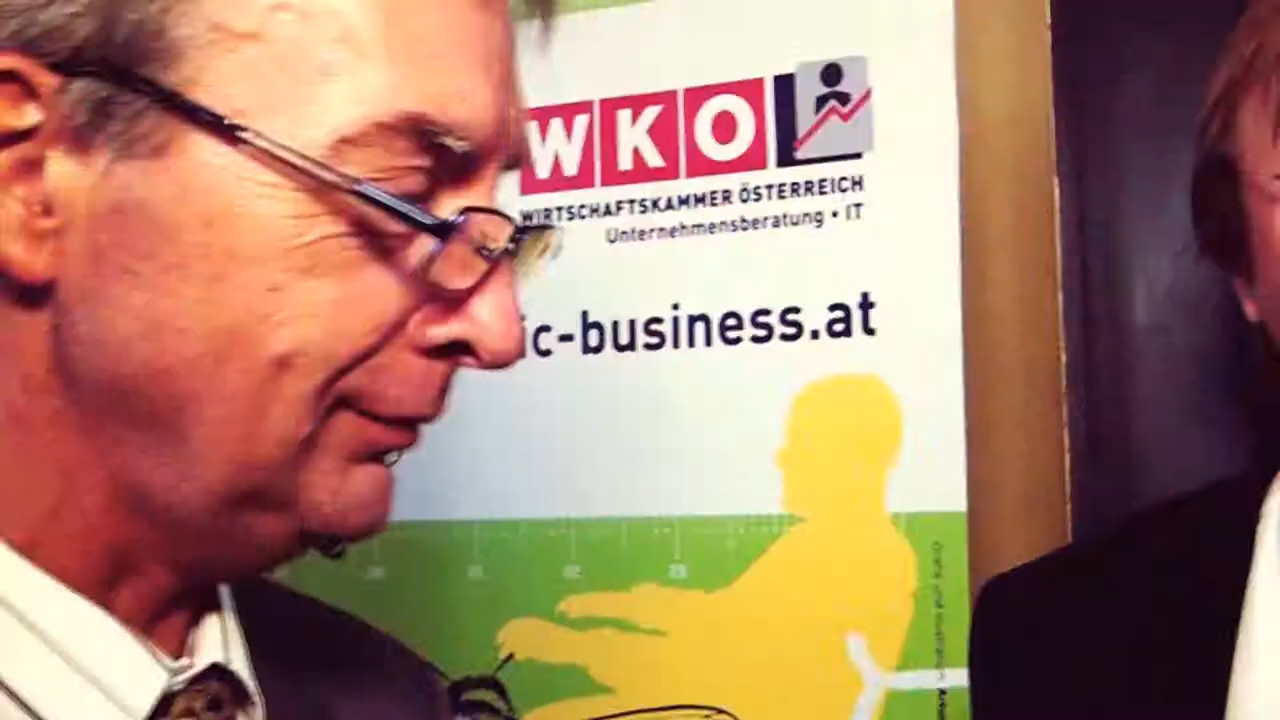 WKO
WIRTSCHAFTSKAMMER ÖSTERREICH
Unternehmensberatung • IT
ic-business.at